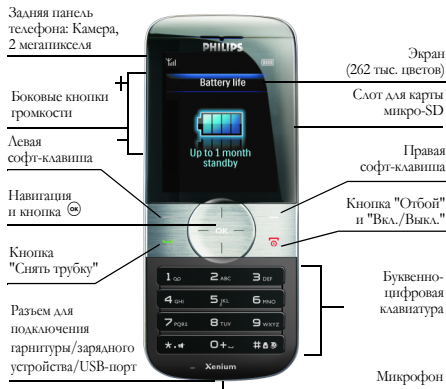 Задняя панель
телефона: Камера,
2 мегапикселя
Боковые кнопки
громкости
Левая
софт-клавиша
Навигация
и кнопка OK
Кнопка
"Снять трубку"
Разъем для
подключения
гарнитуры/зарядного
устройства/USB-порт
PHILIPS
Battery life
Up to 1 month
standby
OK
1
2 ABC
3 DEF
4 GHI
5 JKL
6 MNO
7 PQRS
8 TUV
9 WXYZ
*
0+
#
Xenium
Экран
(262 тыс. цветов)
Слот для карты
микро-SD
Правая
софт-клавиша
Кнопка "Отбой"
и "Вкл./Выкл."
Буквенно-
цифровая
клавиатура
Микрофон